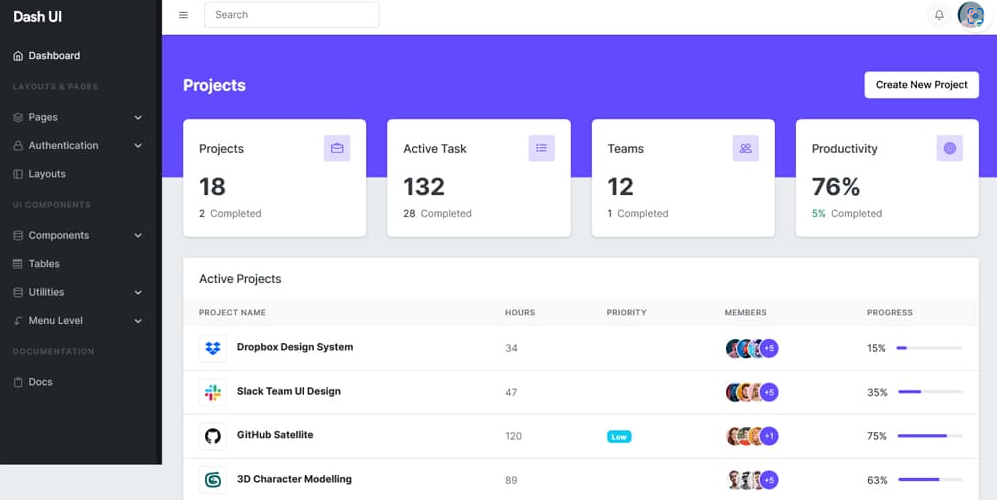 Dash UI
Search
Dashboard
LAYOUTS & PAGES
Pages
Authentication
Layouts
UI COMPONENTS
Components
Tables
Utilities
Menu Level
DOCUMENTATION
Docs
Projects
Create New Project
Projects
18
2 Completed
Active Task
132
28 Completed
Teams
12
1 Completed
Productivity
76%
5% Completed
Active Projects
PROJECT NAME HOURS PRIORITY MEMBERS PROGRESS
Dropbox Design System 34 +5 15%
Slack Team UI Design 47 +5 35%
GitHub Satellite 120 Low +1 75%
3D Character Modelling 89 +5 63%